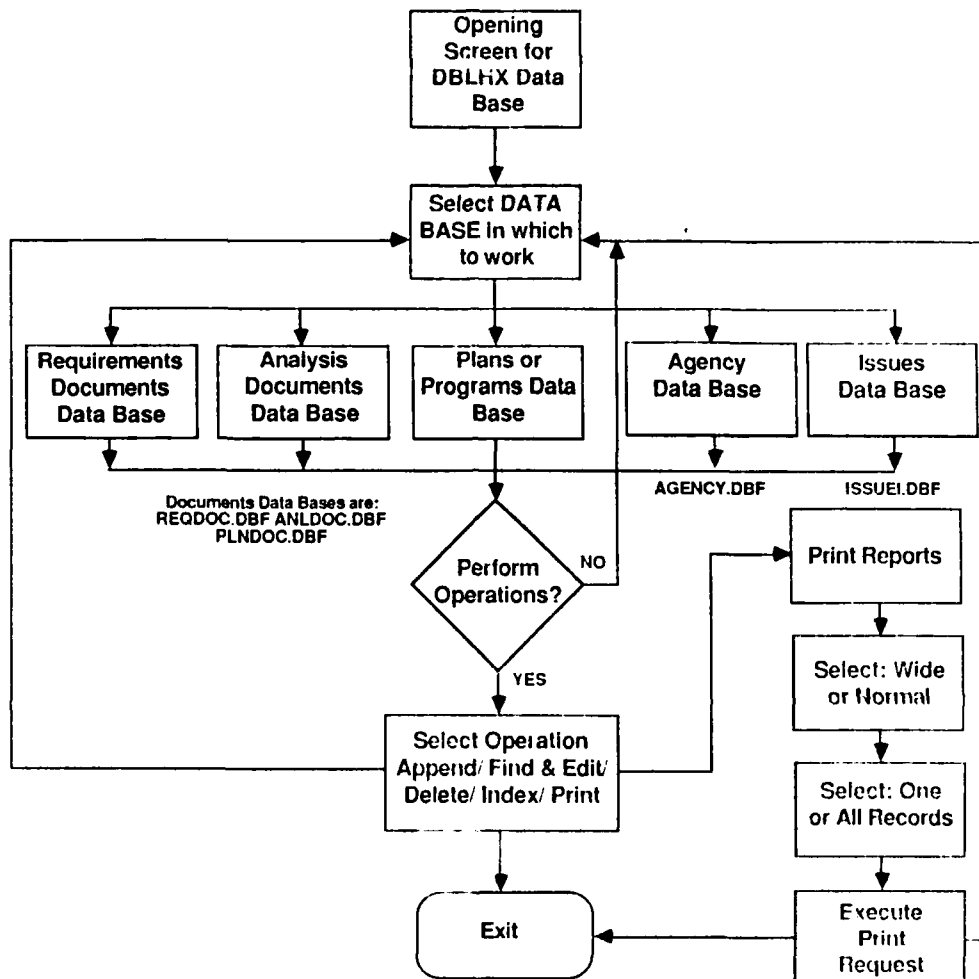 Opening
Screen for
DBLHX Data
Base
Select DATA
BASE in which
to work
Requirements
Documents
Data Base
Analysis
Documents
Data Base
Plans or
Programs Data
Base
Agency
Data Base
Issues
Data Base
Documents Data Bases are:
REQDOC.DBF ANLDOC.DBF
PLNDOC.DBF
AGENCY.DBF
ISSUEI.DBF
Perform
Operations?
NO
YES
Print Reports
Select: Wide
or Normal
Select Operation
Append/ Find & Edit/
Delete/ Index/ Print
Select: One
or All Records
Exit
Execute
Print
Request